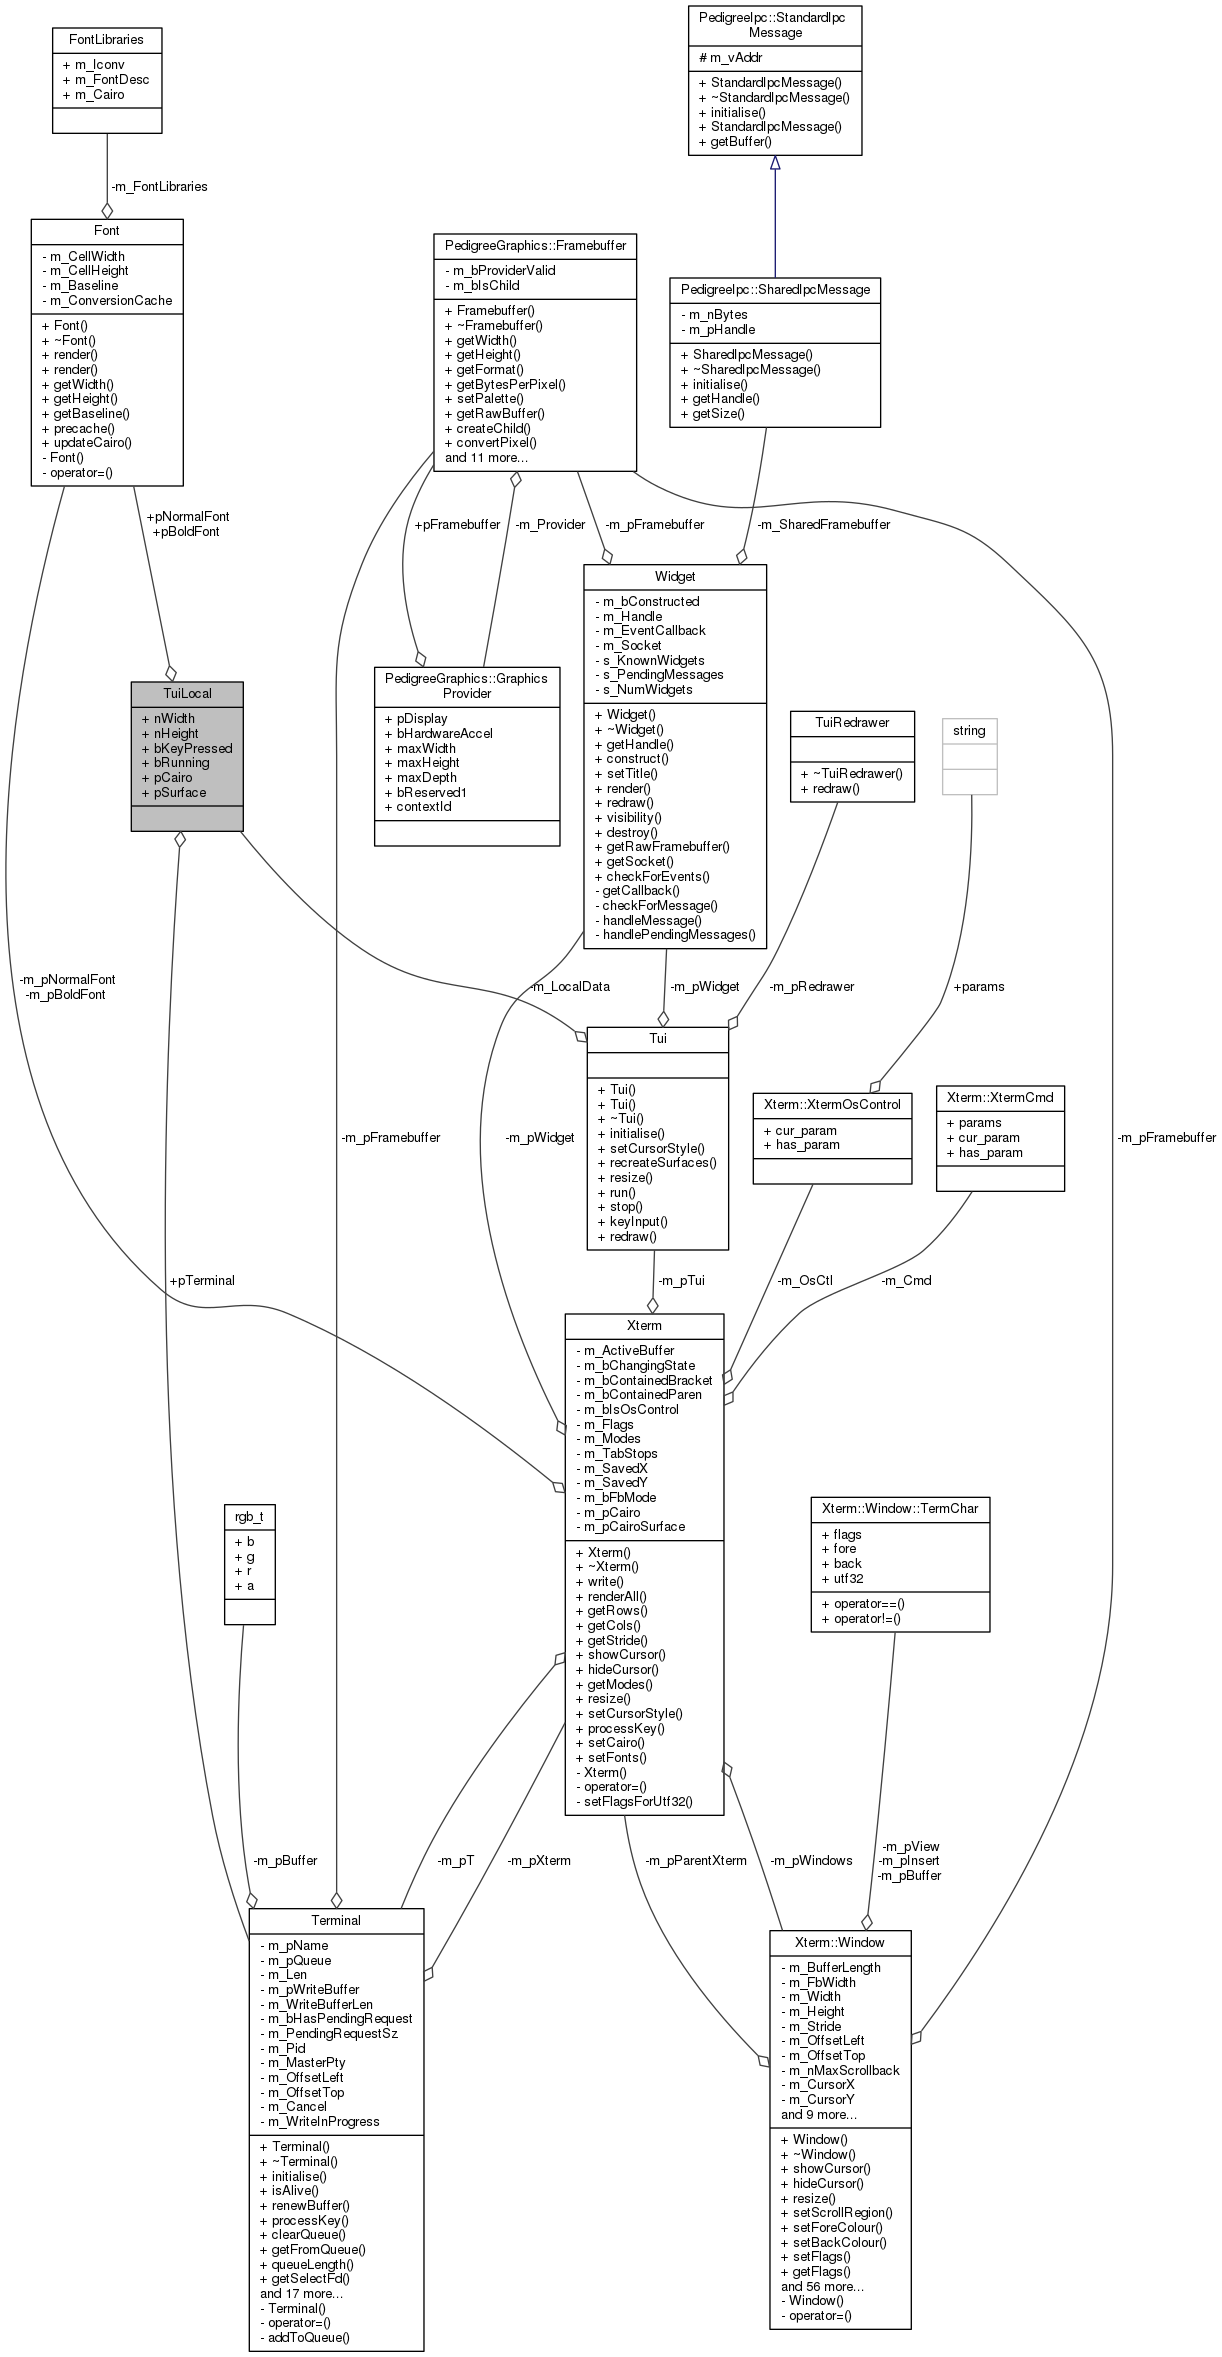 PedigreeIpc::StandardIpc
Message
# m_vAddr
+ StandardIpcMessage()
+ ~StandardIpcMessage()
+ initialise()
+ StandardIpcMessage()
+ getBuffer()
FontLibraries
+ m_Iconv
+ m_FontDesc
+ m_Cairo
-m_FontLibraries
Font
- m_CellWidth
- m_CellHeight
- m_Baseline
- m_ConversionCache
+ Font()
+ ~Font()
+ render()
+ render()
+ getWidth()
+ getHeight()
+ getBaseline()
+ precache()
+ updateCairo()
- Font()
- operator=()
PedigreeGraphics::Framebuffer
- m_bProviderValid
- m_bIsChild
+ Framebuffer()
+ ~Framebuffer()
+ getWidth()
+ getHeight()
+ getFormat()
+ getBytesPerPixel()
+ setPalette()
+ getRawBuffer()
+ createChild()
+ convertPixel()
and 11 more...
PedigreeIpc::SharedIpcMessage
- m_nBytes
- m_pHandle
+ SharedIpcMessage()
+ ~SharedIpcMessage()
+ initialise()
+ getHandle()
+ getSize()
+pNormalFont
+pBoldFont
+pFramebuffer
-m_Provider
-m_pFramebuffer
-m_SharedFramebuffer
Widget
- m_bConstructed
- m_Handle
- m_EventCallback
- m_Socket
- s_KnownWidgets
- s_PendingMessages
- s_NumWidgets
+ Widget()
+ ~Widget()
+ getHandle()
+ construct()
+ setTitle()
+ render()
+ redraw()
+ visibility()
+ destroy()
+ getRawFramebuffer()
+ getSocket()
+ checkForEvents()
- getCallback()
- checkForMessage()
- handleMessage()
- handlePendingMessages()
PedigreeGraphics::Graphics
Provider
+ pDisplay
+ bHardwareAccel
+ maxWidth
+ maxHeight
+ maxDepth
+ bReserved1
+ contextId
TuiLocal
+ nWidth
+ nHeight
+ bKeyPressed
+ bRunning
+ pCairo
+ pSurface
TuiRedrawer
+ ~TuiRedrawer()
+ redraw()
string
-m_pNormalFont
-m_pBoldFont
-m_LocalData
-m_pWidget
-m_pRedrawer
+params
Tui
+ Tui()
+ Tui()
+ ~Tui()
+ initialise()
+ setCursorStyle()
+ recreateSurfaces()
+ resize()
+ run()
+ stop()
+ keyInput()
+ redraw()
Xterm::XtermOsControl
+ cur_param
+ has_param
Xterm::XtermCmd
+ params
+ cur_param
+ has_param
-m_pFramebuffer
-m_pWidget
-m_pFramebuffer
+pTerminal
-m_pTui
-m_OsCtl
-m_Cmd
Xterm
- m_ActiveBuffer
- m_bChangingState
- m_bContainedBracket
- m_bContainedParen
- m_bIsOsControl
- m_Flags
- m_Modes
- m_TabStops
- m_SavedX
- m_SavedY
- m_bFbMode
- m_pCairo
- m_pCairoSurface
+ Xterm()
+ ~Xterm()
+ write()
+ renderAll()
+ getRows()
+ getCols()
+ getStride()
+ showCursor()
+ hideCursor()
+ getModes()
+ resize()
+ setCursorStyle()
+ processKey()
+ setCairo()
+ setFonts()
- Xterm()
- operator=()
- setFlagsForUtf32()
rgb_t
+ b
+ g
+ r
+ a
Xterm::Window::TermChar
+ flags
+ fore
+ back
+ utf32
+ operator==()
+ operator!=()
-m_pBuffer
-m_pT
-m_pXterm
-m_pParentXterm
-m_pWindows
-m_pView
-m_pInsert
-m_pBuffer
Terminal
- m_pName
- m_pQueue
- m_Len
- m_pWriteBuffer
- m_WriteBufferLen
- m_bHasPendingRequest
- m_PendingRequestSz
- m_Pid
- m_MasterPty
- m_OffsetLeft
- m_OffsetTop
- m_Cancel
- m_WriteInProgress
+ Terminal()
+ ~Terminal()
+ initialise()
+ isAlive()
+ renewBuffer()
+ processKey()
+ clearQueue()
+ getFromQueue()
+ queueLength()
+ getSelectFd()
and 17 more...
- Terminal()
- operator=()
- addToQueue()
Xterm::Window
- m_BufferLength
- m_FbWidth
- m_Width
- m_Height
- m_Stride
- m_OffsetLeft
- m_OffsetTop
- m_nMaxScrollback
- m_CursorX
- m_CursorY
and 9 more...
+ Window()
+ ~Window()
+ showCursor()
+ hideCursor()
+ resize()
+ setScrollRegion()
+ setForeColour()
+ setBackColour()
+ setFlags()
+ getFlags()
and 56 more...
- Window()
- operator=()